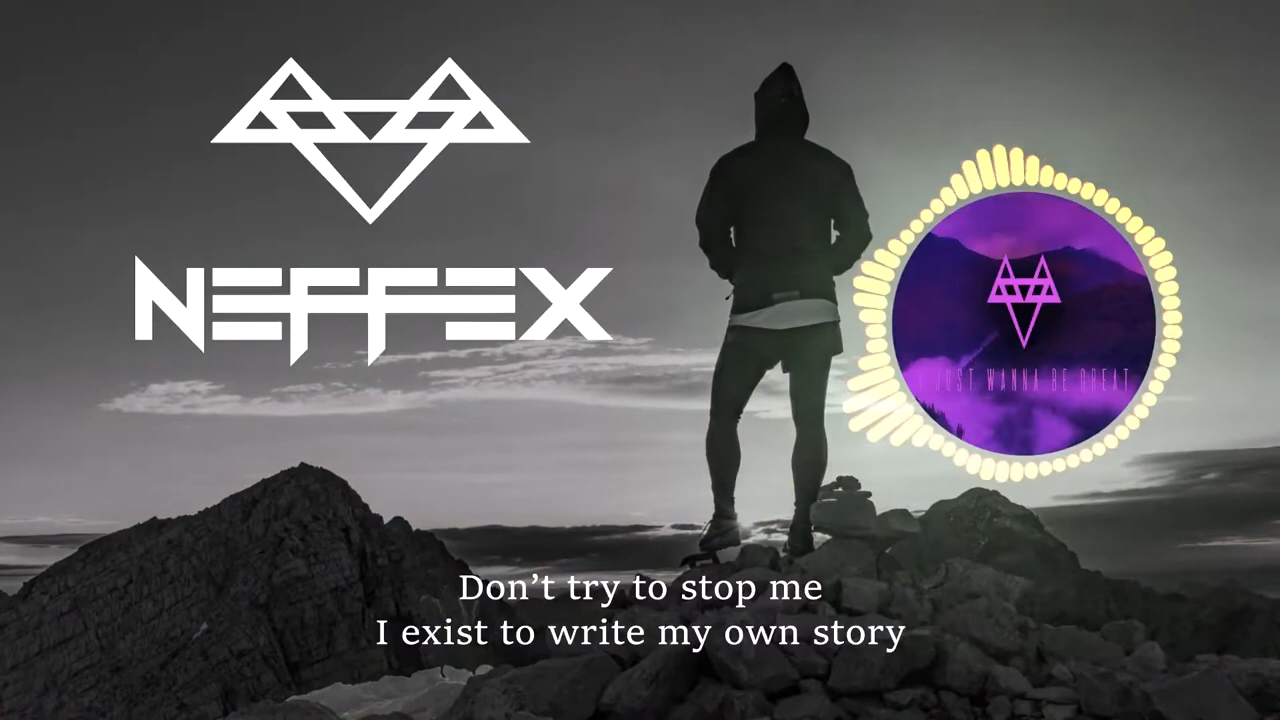 NEFFEX
JUST WANNA BE GREAT
Don't try to stop me
I exist to write my own story